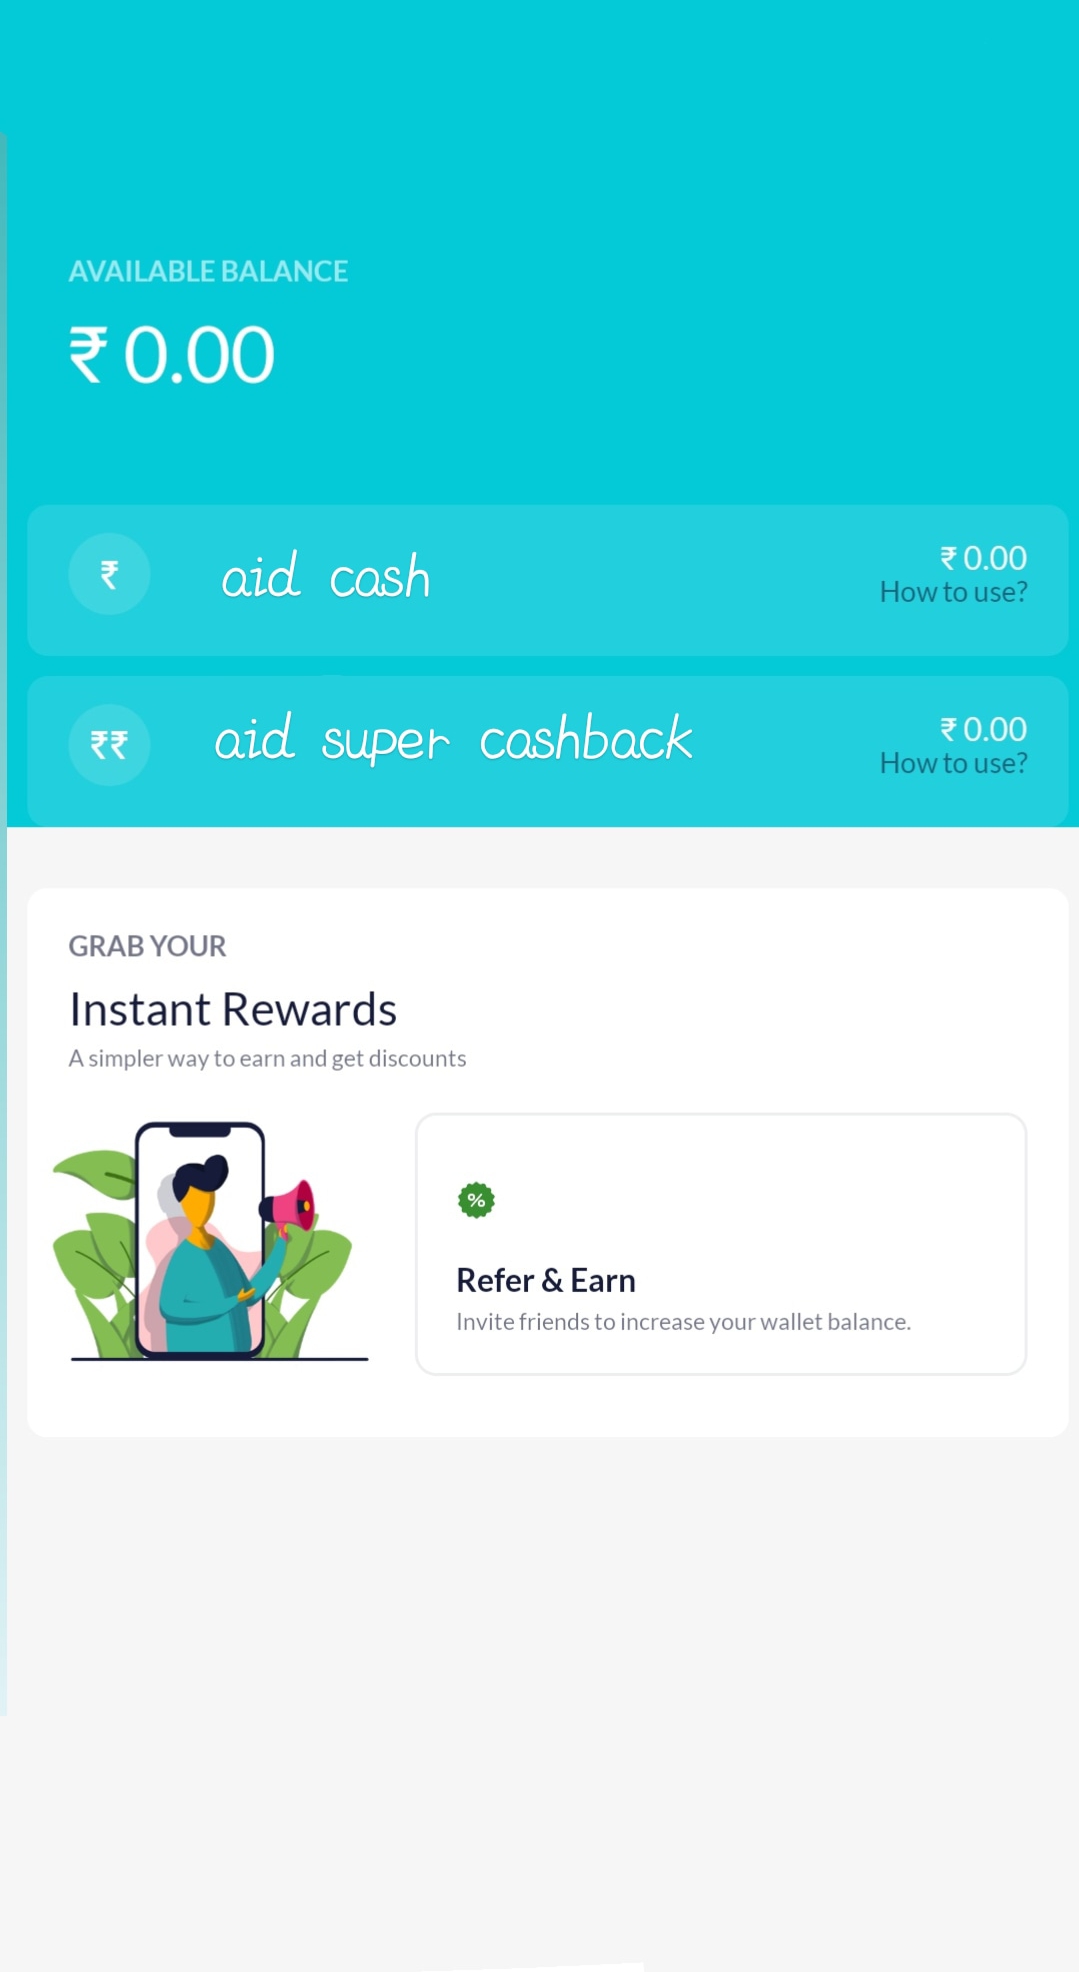 AVAILABLE BALANCE
₹ 0.00
₹ aid cash ₹ 0.00
How to use?
₹₹ aid super cashback ₹ 0.00
How to use?
GRAB YOUR
Instant Rewards
A simpler way to earn and get discounts
%
Refer & Earn
Invite friends to increase your wallet balance.